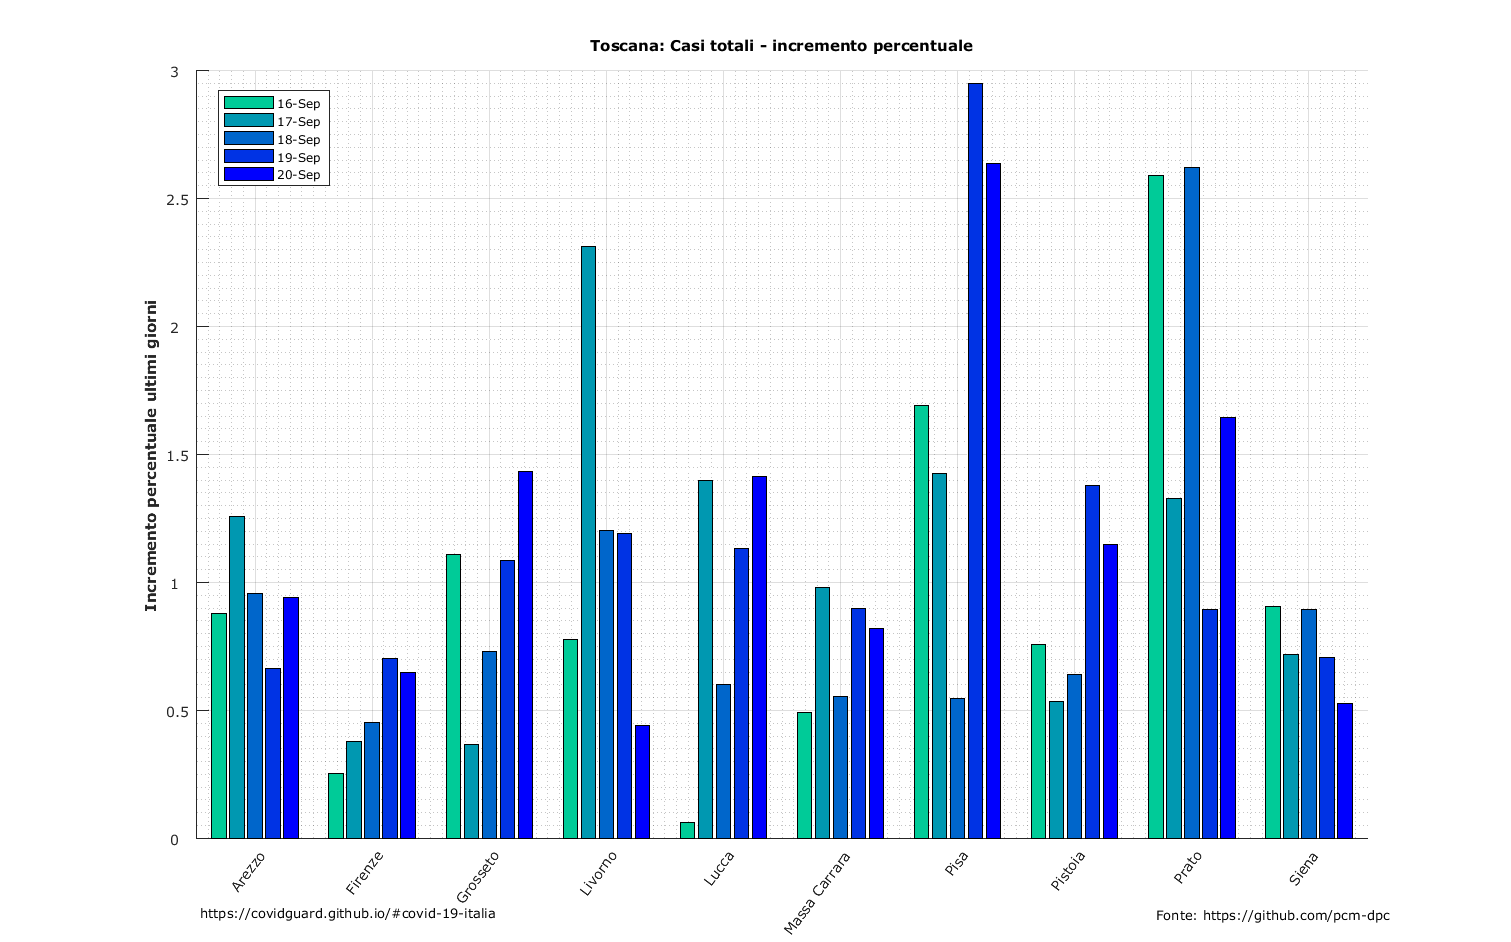 Toscana: Casi totali - incremento percentuale
3
2.5
2
1.5
1
0.5
0
Incremento percentuale ultimi giorni
16-Sep
17-Sep
18-Sep
19-Sep
20-Sep
Arezzo
Firenze
Grosseto
Livorno
Lucca
Massa Carrara
Pisa
Pistoia
Prato
Siena
https://covidguard.github.io/#covid-19-italia
Fonte: https://github.com/pcm-dpc